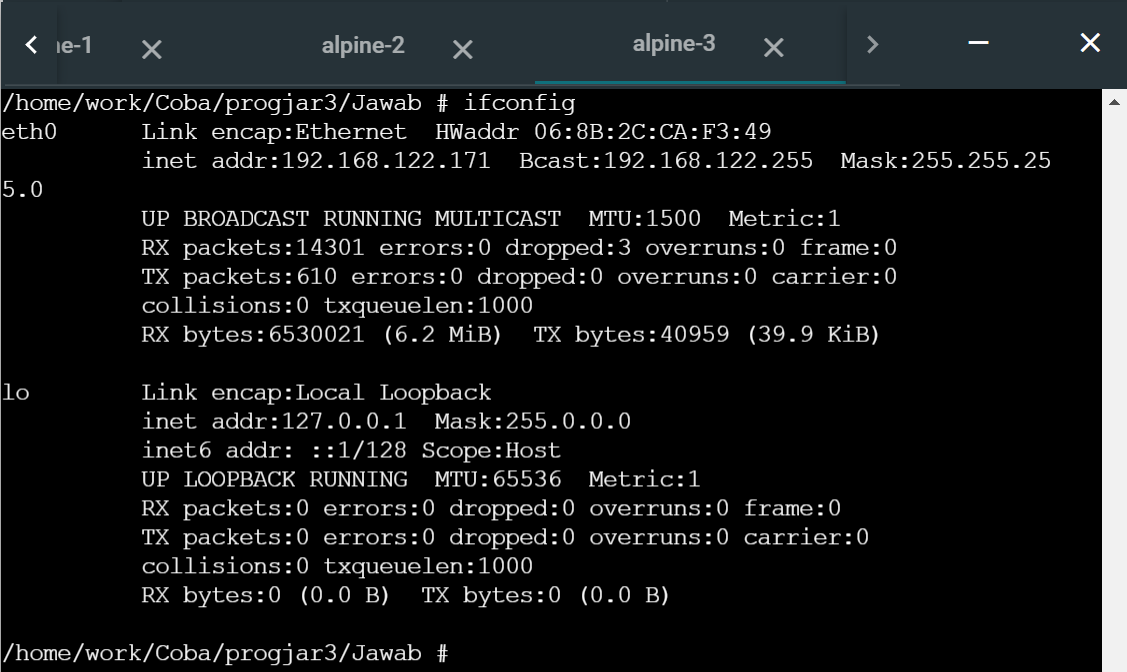 ne-1 alpine-2 alpine-3
/home/work/Coba/progjar3/Jawab # ifconfig
eth0 Link encap:Ethernet HWaddr 06:8B:2C:CA:F3:49
inet addr:192.168.122.171 Bcast:192.168.122.255 Mask:255.255.25
5.0
UP BROADCAST RUNNING MULTICAST MTU:1500 Metric:1
RX packets:14301 errors:0 dropped:3 overruns:0 frame:0
TX packets:610 errors:0 dropped:0 overruns:0 carrier:0
collisions:0 txqueuelen:1000
RX bytes:6530021 (6.2 MiB) TX bytes:40959 (39.9 KiB)
lo Link encap:Local Loopback
inet addr:127.0.0.1 Mask:255.0.0.0
inet6 addr: ::1/128 Scope:Host
UP LOOPBACK RUNNING MTU:65536 Metric:1
RX packets:0 errors:0 dropped:0 overruns:0 frame:0
TX packets:0 errors:0 dropped:0 overruns:0 carrier:0
collisions:0 txqueuelen:1000
RX bytes:0 (0.0 B) TX bytes:0 (0.0 B)
/home/work/Coba/progjar3/Jawab #